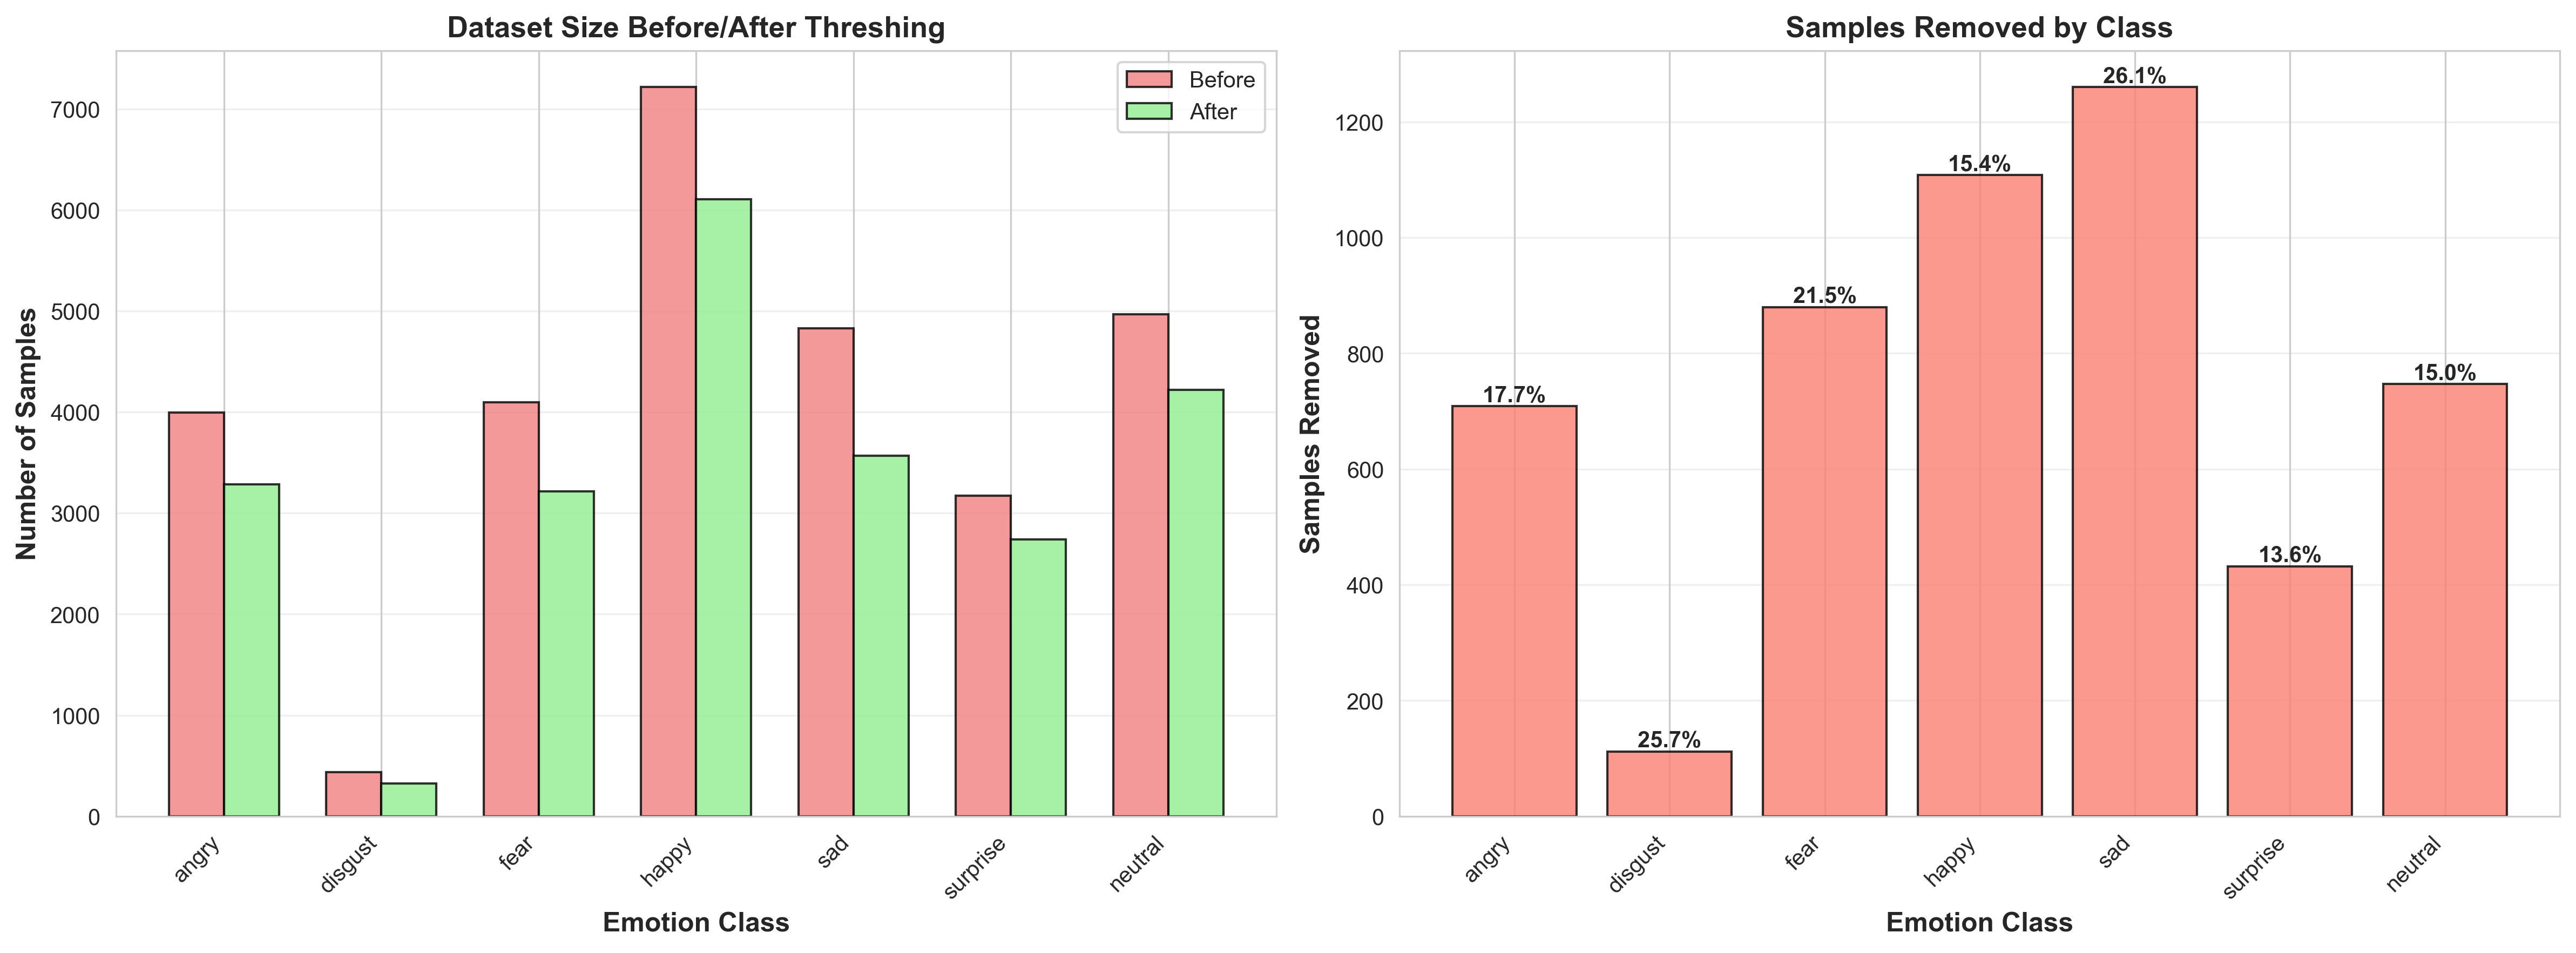 Dataset Size Before/After Threshing
Before
After
Number of Samples
7000
6000
5000
4000
3000
2000
1000
0
angry
disgust
fear
happy
sad
surprise
neutral
Emotion Class
Samples Removed by Class
Samples Removed
1200
1000
800
600
400
200
0
17.7%
25.7%
21.5%
15.4%
26.1%
13.6%
15.0%
angry
disgust
fear
happy
sad
surprise
neutral
Emotion Class